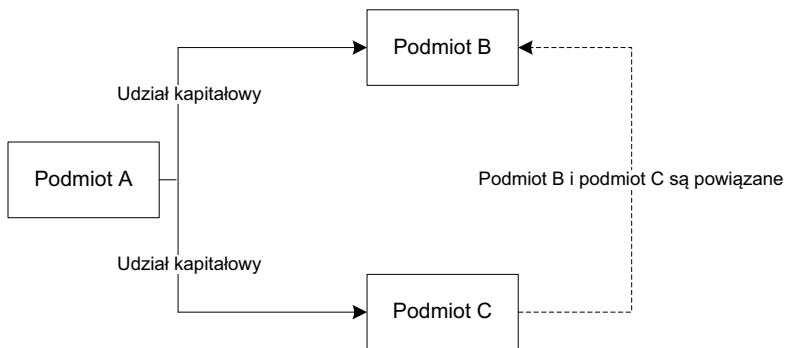 Podmiot B
Udział kapitałowy
Podmiot A
Podmiot B i podmiot C są powiązane
Udział kapitałowy
Podmiot C